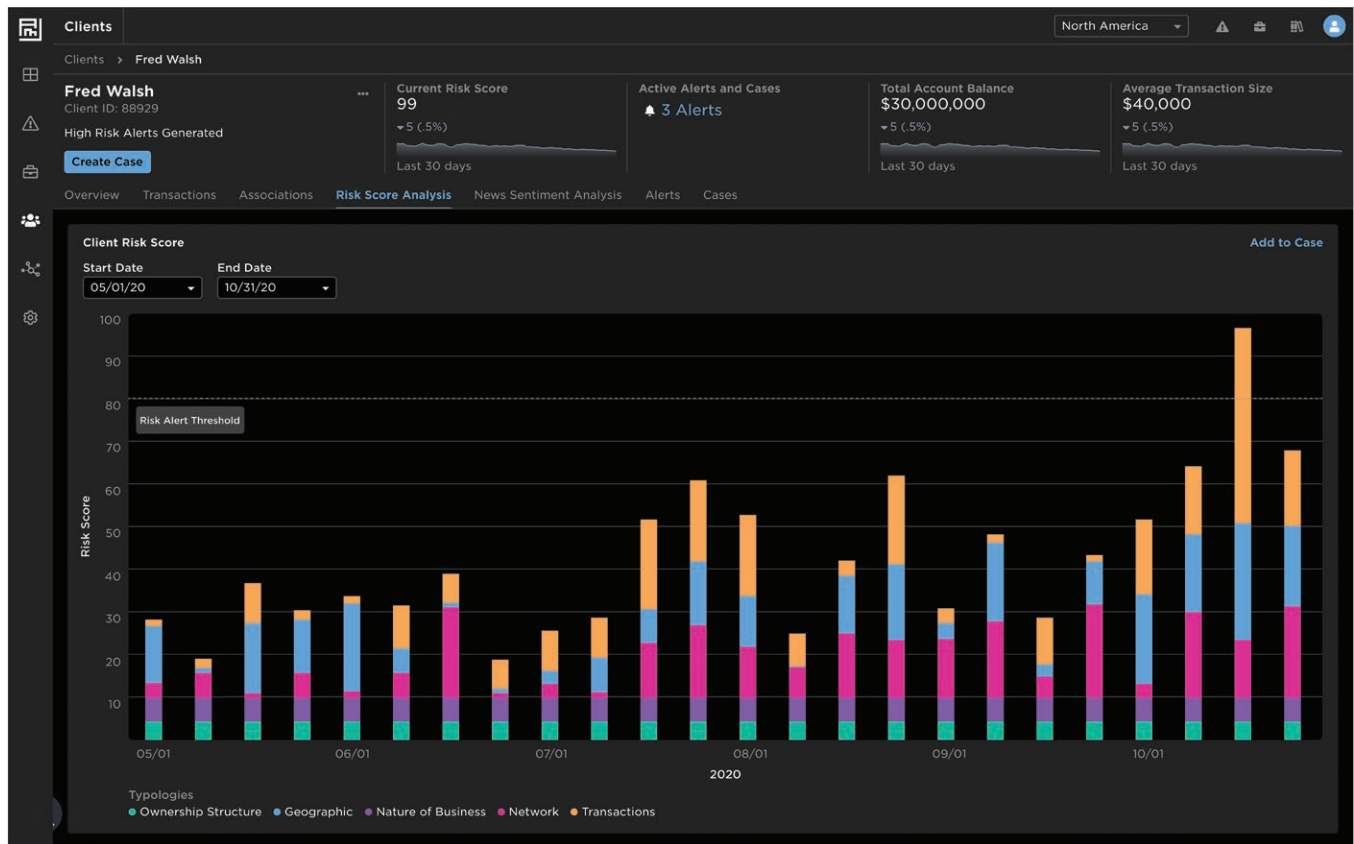 Clients
North America
Clients > Fred Walsh
Fred Walsh ...
Client ID: 88929
High Risk Alerts Generated
Create Case
Current Risk Score
99
5 (.5%)
Last 30 days
Active Alerts and Cases
3 Alerts
Total Account Balance
$30,000,000
5 (.5%)
Last 30 days
Average Transaction Size
$40,000
5 (.5%)
Last 30 days
Overview Transactions Associations Risk Score Analysis News Sentiment Analysis Alerts Cases
Client Risk Score
Add to Case
Start Date End Date
05/01/20 10/31/20
100
90
80
Risk Alert Threshold
70
60
50
40
30
20
10
Risk Score
05/01 06/01 07/01 08/01 09/01 10/01
2020
Typologies
Ownership Structure Geographic Nature of Business Network Transactions